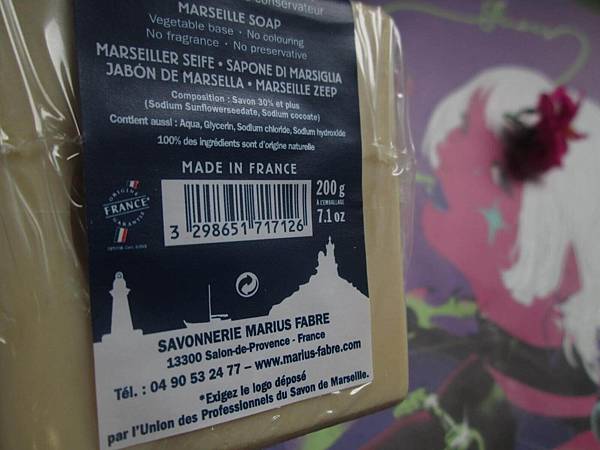 conservateur
MARSEILLE SOAP
Vegetable base • No colouring
No fragrance • No preservative
MARSEILLER SEIFE • SAPONE DI MARSIGLIA
JABÓN DE MARSELLA • MARSEILLE ZEEP
Composition : Savon 30% et plus
(Sodium Sunflowerseedate, Sodium cocoate)
Contient aussi : Aqua, Glycerin, Sodium chloride, Sodium hydroxide
100% des ingrédients sont d'origine naturelle
MADE IN FRANCE
ORIGINE
FRANCE
GARANTIE
200 g
À L'EMBALLAGE
7.1 oz
3 298651 717126
SAVONNERIE MARIUS FABRE
13300 Salon-de-Provence - France
Tél. : 04 90 53 24 77 – www.marius-fabre.com
*Exigez le logo déposé
par l'Union des Professionnels du Savon de Marseille.